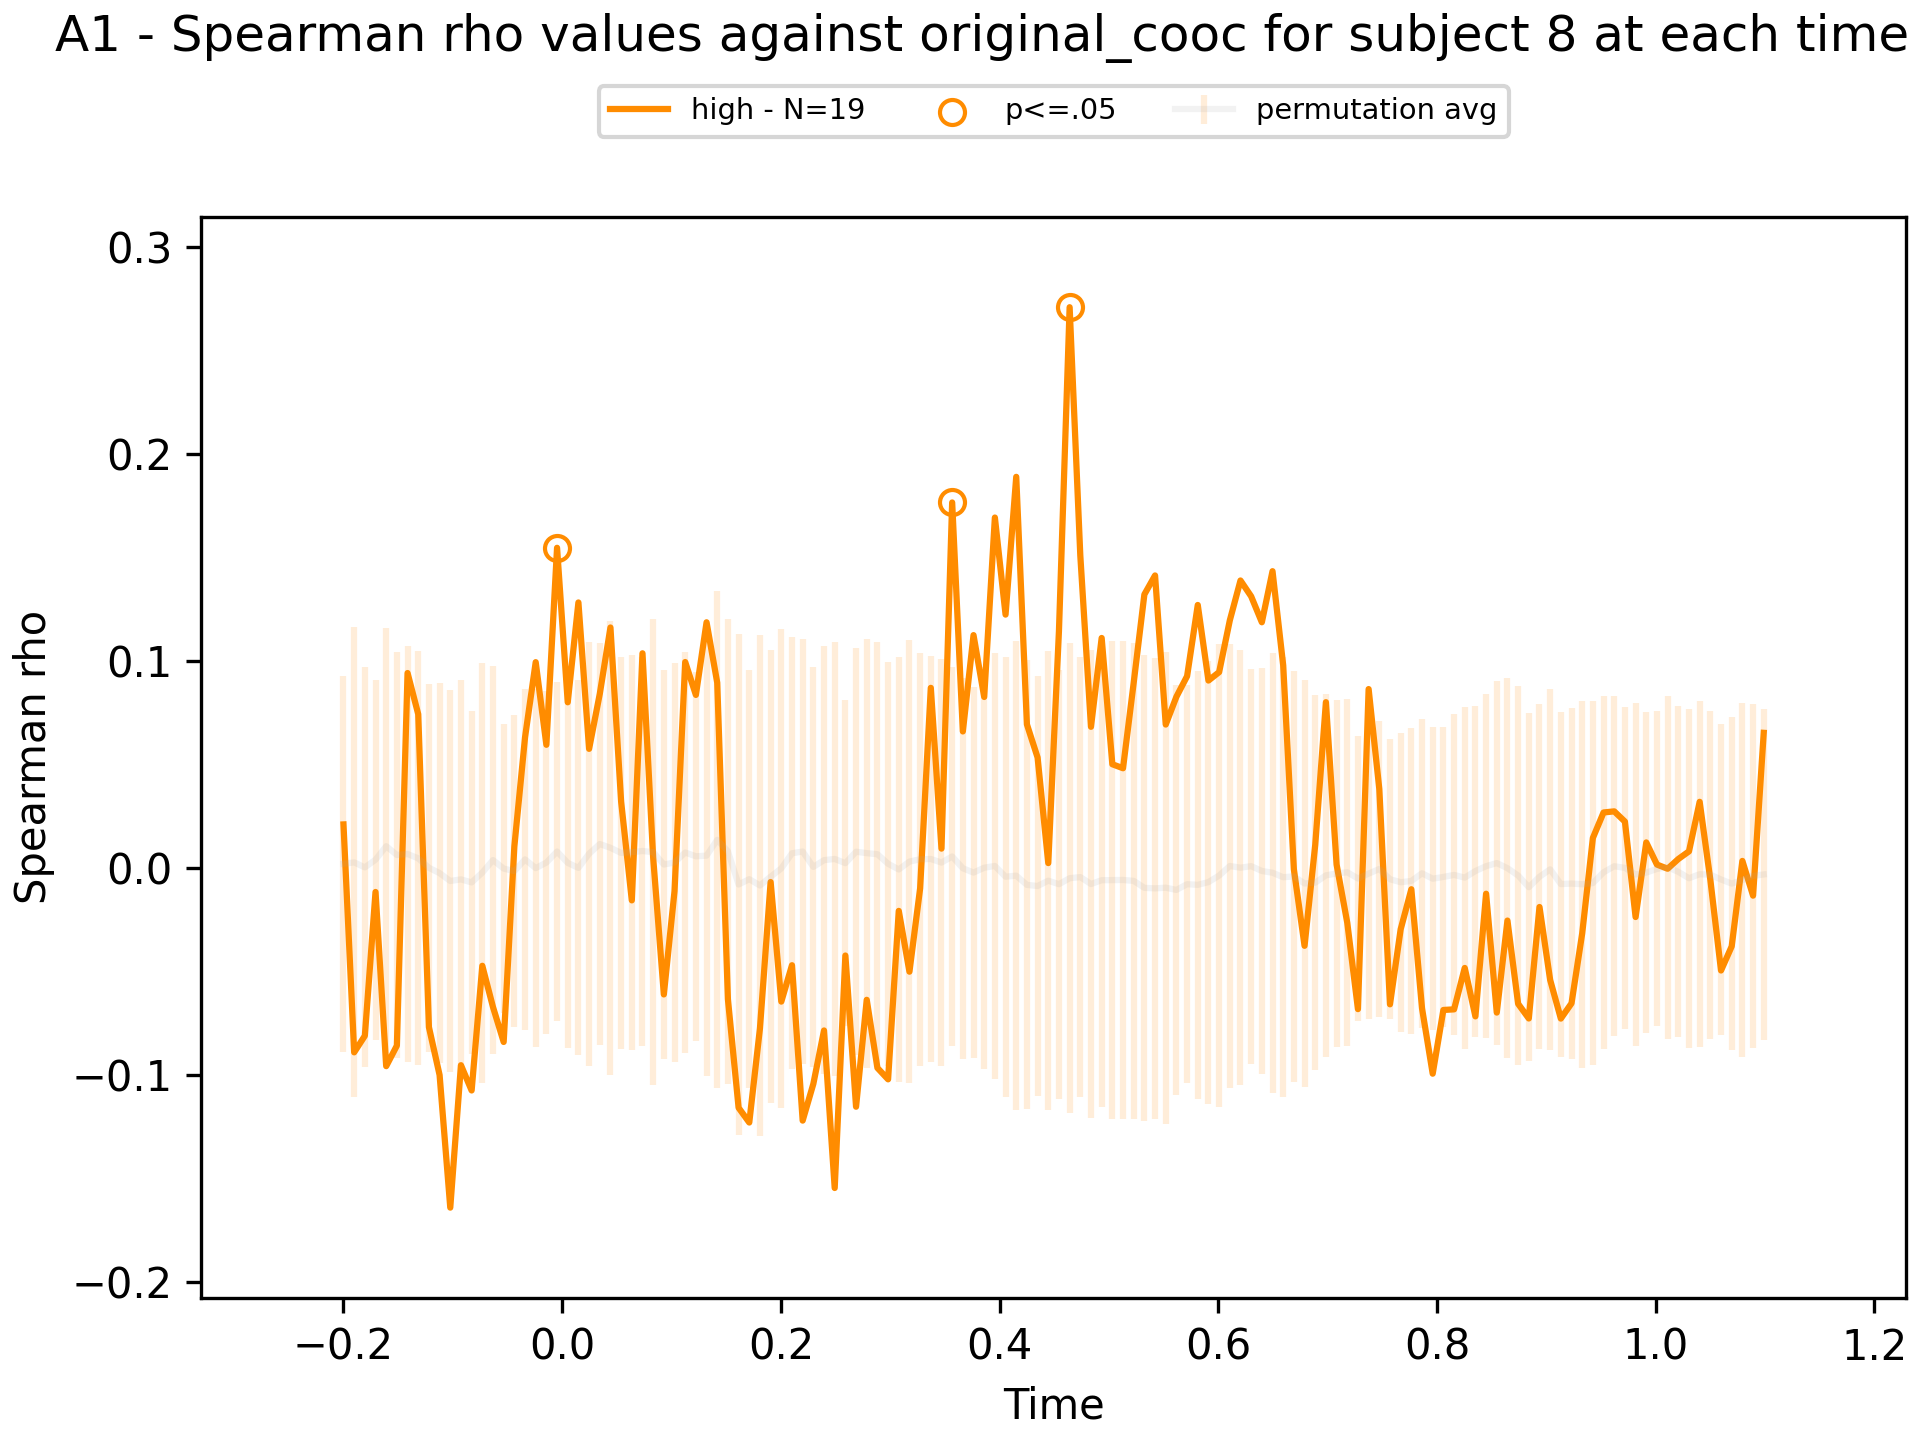 A1 - Spearman rho values against original_cooc for subject 8 at each time
high - N=19 p<=.05 permutation avg
0.3
0.2
0.1
0.0
−0.1
−0.2
Spearman rho
−0.2 0.0 0.2 0.4 0.6 0.8 1.0 1.2
Time